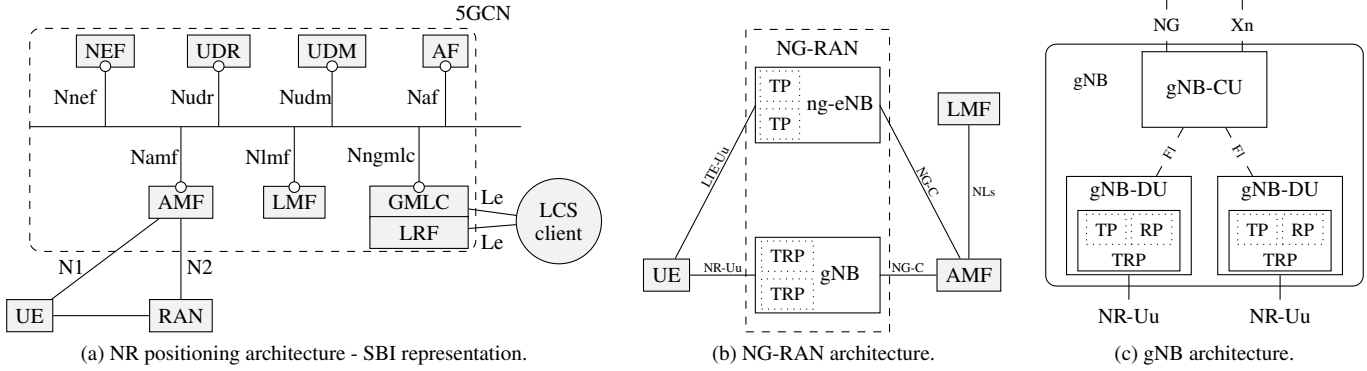 5GCN
NEF UDR UDM AF
Nnef Nudr Nudm Naf
Namf Nlmf Nngmlc
AMF LMF GMLC
LRF
Le
Le
LCS
client
N1 N2
UE RAN
(a) NR positioning architecture - SBI representation.
NG-RAN
TP
TP
ng-eNB
LMF
LTE-Uu
NG-C
NLs
UE
NR-Uu
TRP
TRP
gNB
NG-C
AMF
(b) NG-RAN architecture.
NG Xn
gNB
gNB-CU
F1 F1
gNB-DU gNB-DU
TP RP TP RP
TRP TRP
NR-Uu NR-Uu
(c) gNB architecture.